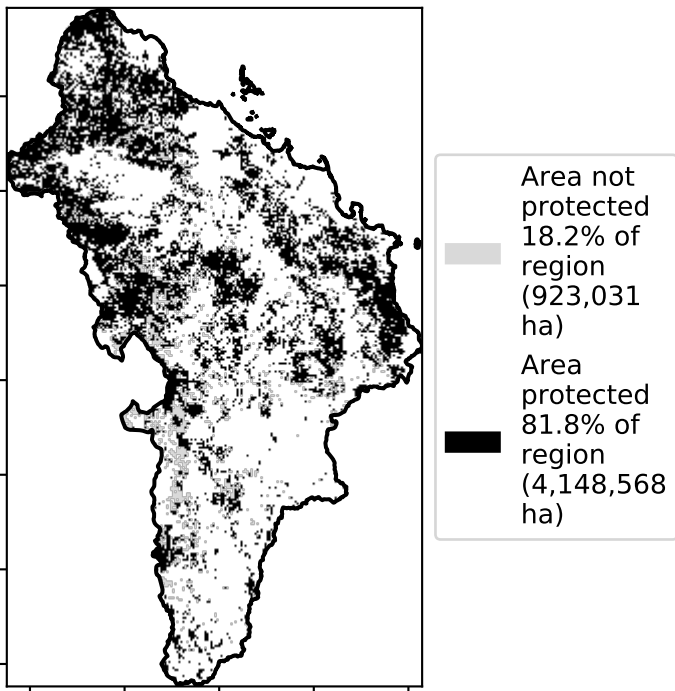 Area not
protected
18.2% of
region
(923,031
ha)
Area
protected
81.8% of
region
(4,148,568
ha)